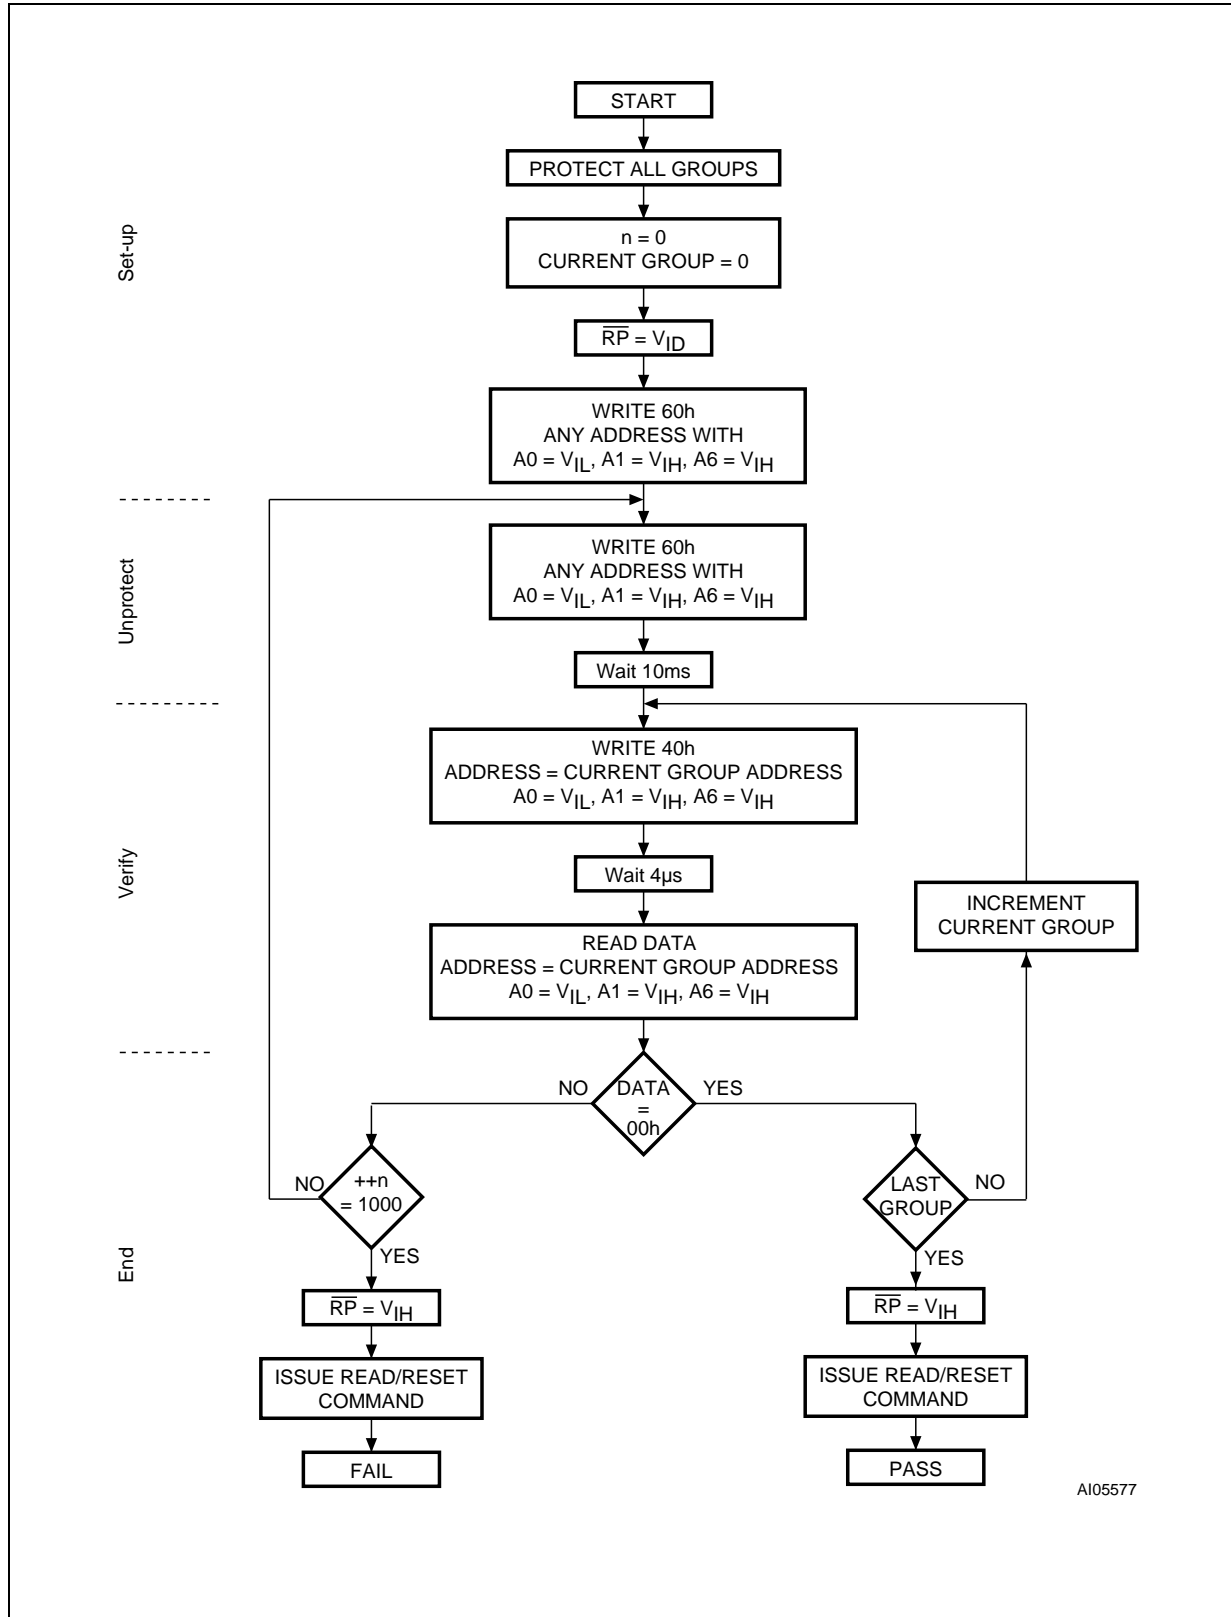 START
PROTECT ALL GROUPS
n = 0
CURRENT GROUP = 0
Set-up
RP = VID
WRITE 60h
ANY ADDRESS WITH
A0 = VIL, A1 = VIH, A6 = VIH
Unprotect
WRITE 60h
ANY ADDRESS WITH
A0 = VIL, A1 = VIH, A6 = VIH
Wait 10ms
Verify
WRITE 40h
ADDRESS = CURRENT GROUP ADDRESS
A0 = VIL, A1 = VIH, A6 = VIH
Wait 4µs
INCREMENT
CURRENT GROUP
READ DATA
ADDRESS = CURRENT GROUP ADDRESS
A0 = VIL, A1 = VIH, A6 = VIH
End
NO
DATA
=
00h
YES
NO
++n
= 1000
YES
LAST
GROUP
NO
YES
RP = VIH
RP = VIH
ISSUE READ/RESET
COMMAND
ISSUE READ/RESET
COMMAND
FAIL
PASS
AI05577